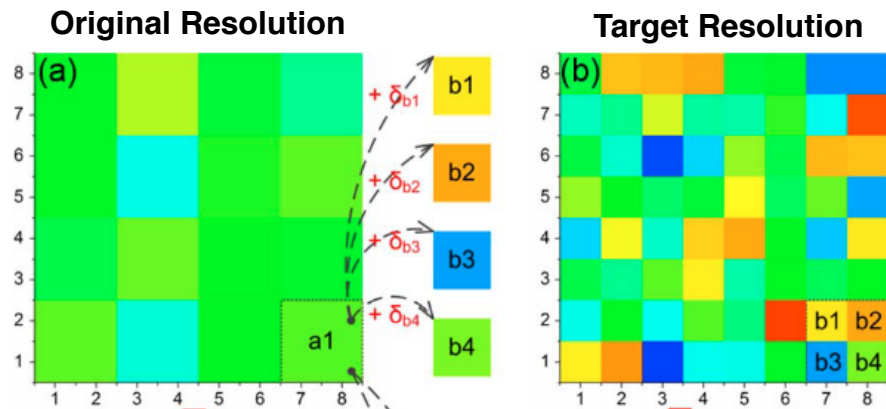 Original Resolution
Target Resolution
(a)
8
7
6
5
4
3
2
1
1 2 3 4 5 6 7 8
a1
+ δb1
b1
+ δb2
b2
+ δb3
b3
+ δb4
b4
(b)
8
7
6
5
4
3
2
1
b1 b2
b3 b4
1 2 3 4 5 6 7 8